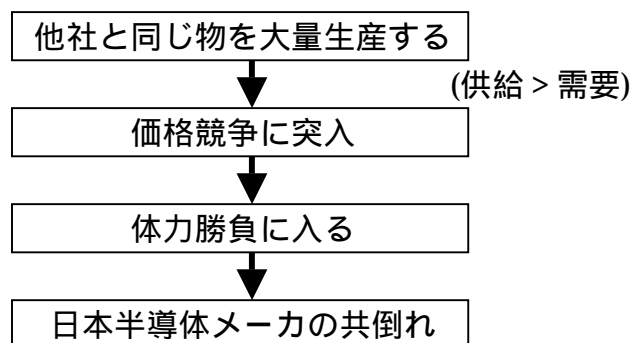 他社と同じ物を大量生産する
(供給 > 需要)
価格競争に突入
体力勝負に入る
日本半導体メーカの共倒れ